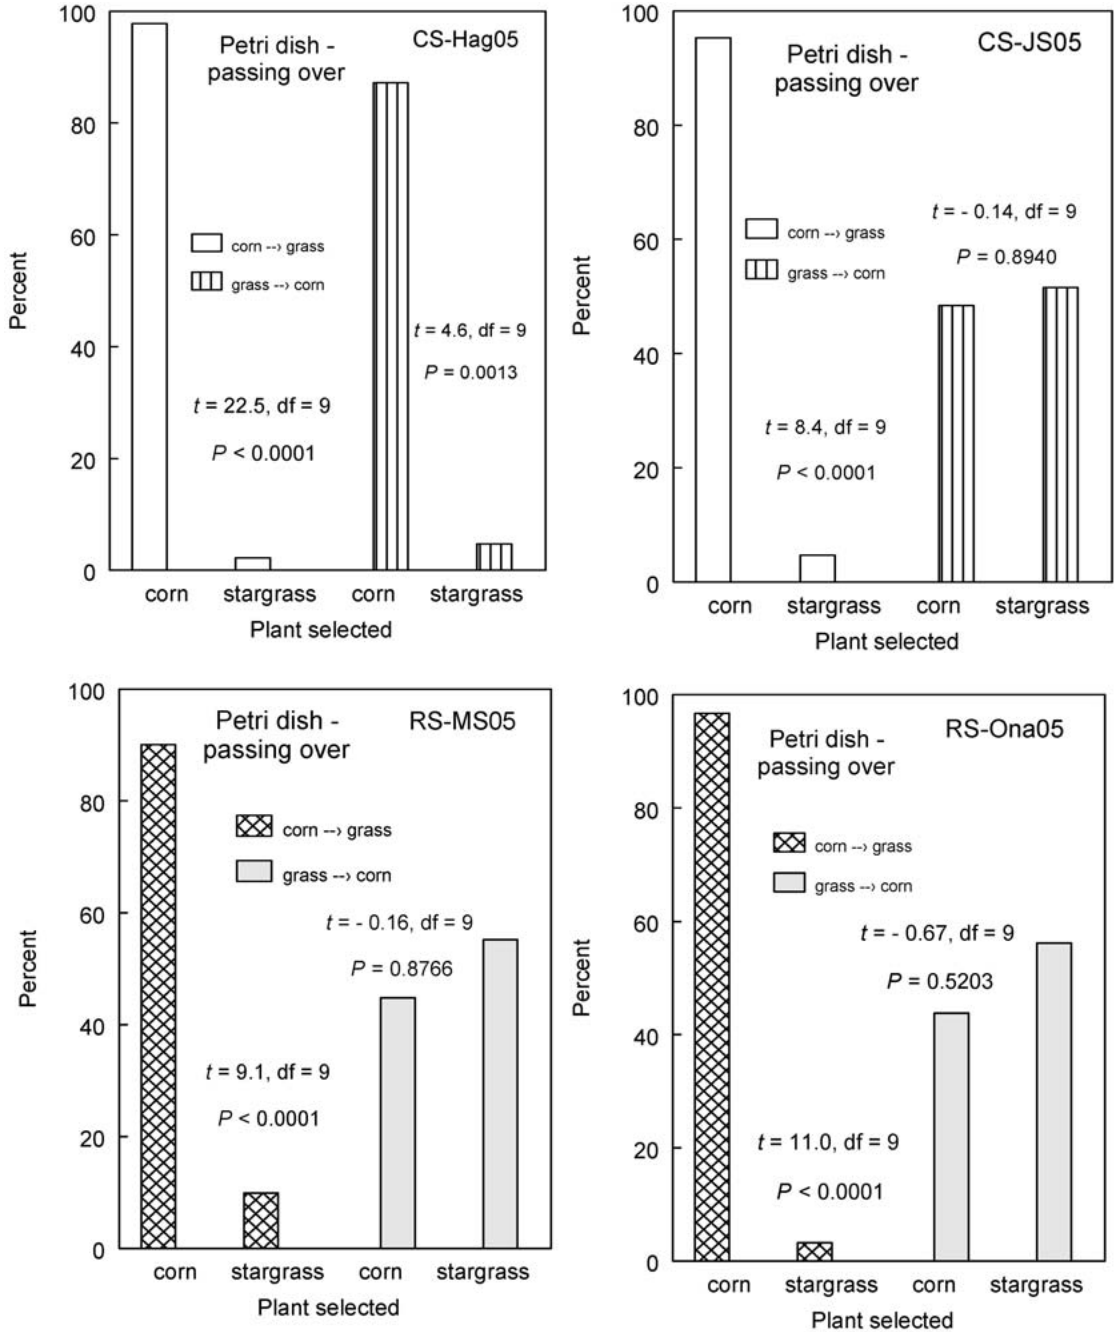 100
80
60
40
20
0
Percent
Petri dish -
passing over
CS-Hag05
corn --› grass
grass --› corn
t = 4.6, df = 9
P = 0.0013
t = 22.5, df = 9
P < 0.0001
corn stargrass corn stargrass
Plant selected
100
80
60
40
20
0
Percent
Petri dish -
passing over
CS-JS05
t = - 0.14, df = 9
P = 0.8940
corn --› grass
grass --› corn
t = 8.4, df = 9
P < 0.0001
corn stargrass corn stargrass
Plant selected
100
80
60
40
20
0
Percent
Petri dish -
passing over
RS-MS05
corn --› grass
grass --› corn
t = - 0.16, df = 9
P = 0.8766
t = 9.1, df = 9
P < 0.0001
corn stargrass corn stargrass
Plant selected
100
80
60
40
20
0
Percent
Petri dish -
passing over
RS-Ona05
corn --› grass
grass --› corn
t = - 0.67, df = 9
P = 0.5203
t = 11.0, df = 9
P < 0.0001
corn stargrass corn stargrass
Plant selected